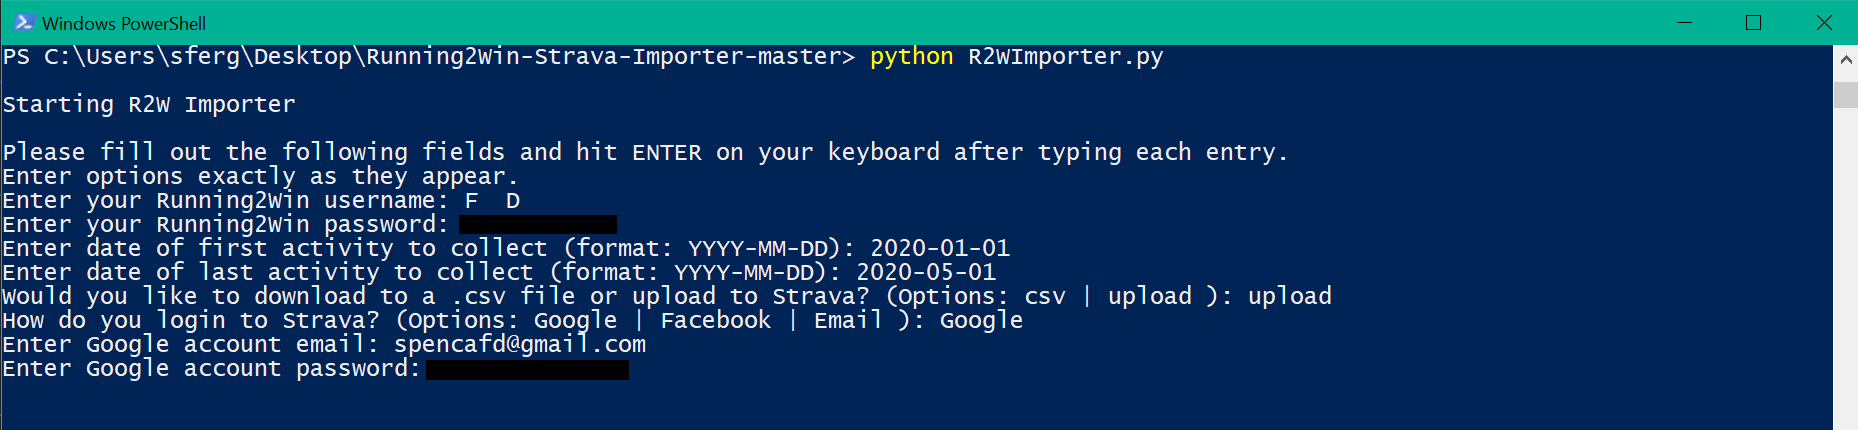 Windows PowerShell
PS C:\Users\sferg\Desktop\Running2Win-Strava-Importer-master> python R2WImporter.py
Starting R2W Importer
Please fill out the following fields and hit ENTER on your keyboard after typing each entry.
Enter options exactly as they appear.
Enter your Running2Win username: F  D
Enter your Running2Win password:
Enter date of first activity to collect (format: YYYY-MM-DD): 2020-01-01
Enter date of last activity to collect (format: YYYY-MM-DD): 2020-05-01
Would you like to download to a .csv file or upload to Strava? (Options: csv | upload ): upload
How do you login to Strava? (Options: Google | Facebook | Email ): Google
Enter Google account email: spencafd@gmail.com
Enter Google account password: